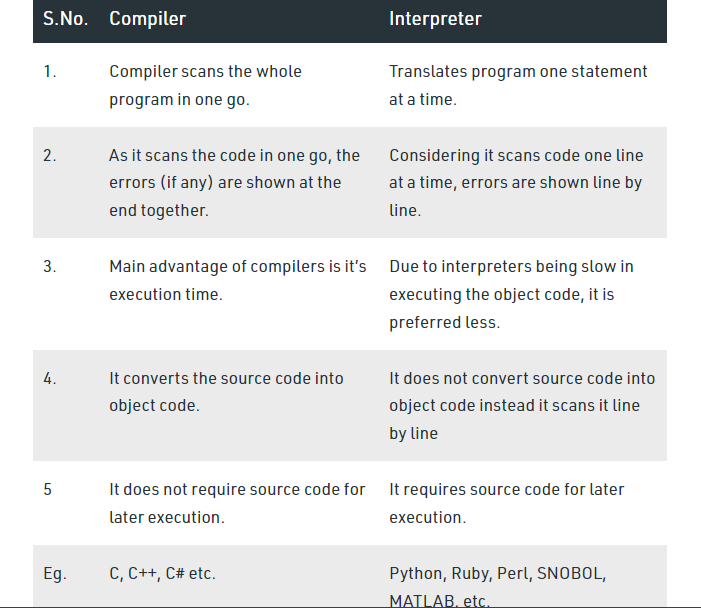 S.No. Compiler Interpreter
1. Compiler scans the whole Translates program one statement
program in one go. at a time.
2. As it scans the code in one go, the Considering it scans code one line
errors (if any) are shown at the at a time, errors are shown line by
end together. line.
3. Main advantage of compilers is it's Due to interpreters being slow in
execution time. executing the object code, it is
preferred less.
4. It converts the source code into It does not convert source code into
object code. object code instead it scans it line
by line
5 It does not require source code for It requires source code for later
later execution. execution.
Eg. C, C++, C# etc. Python, Ruby, Perl, SNOBOL,
MATLAB, etc.